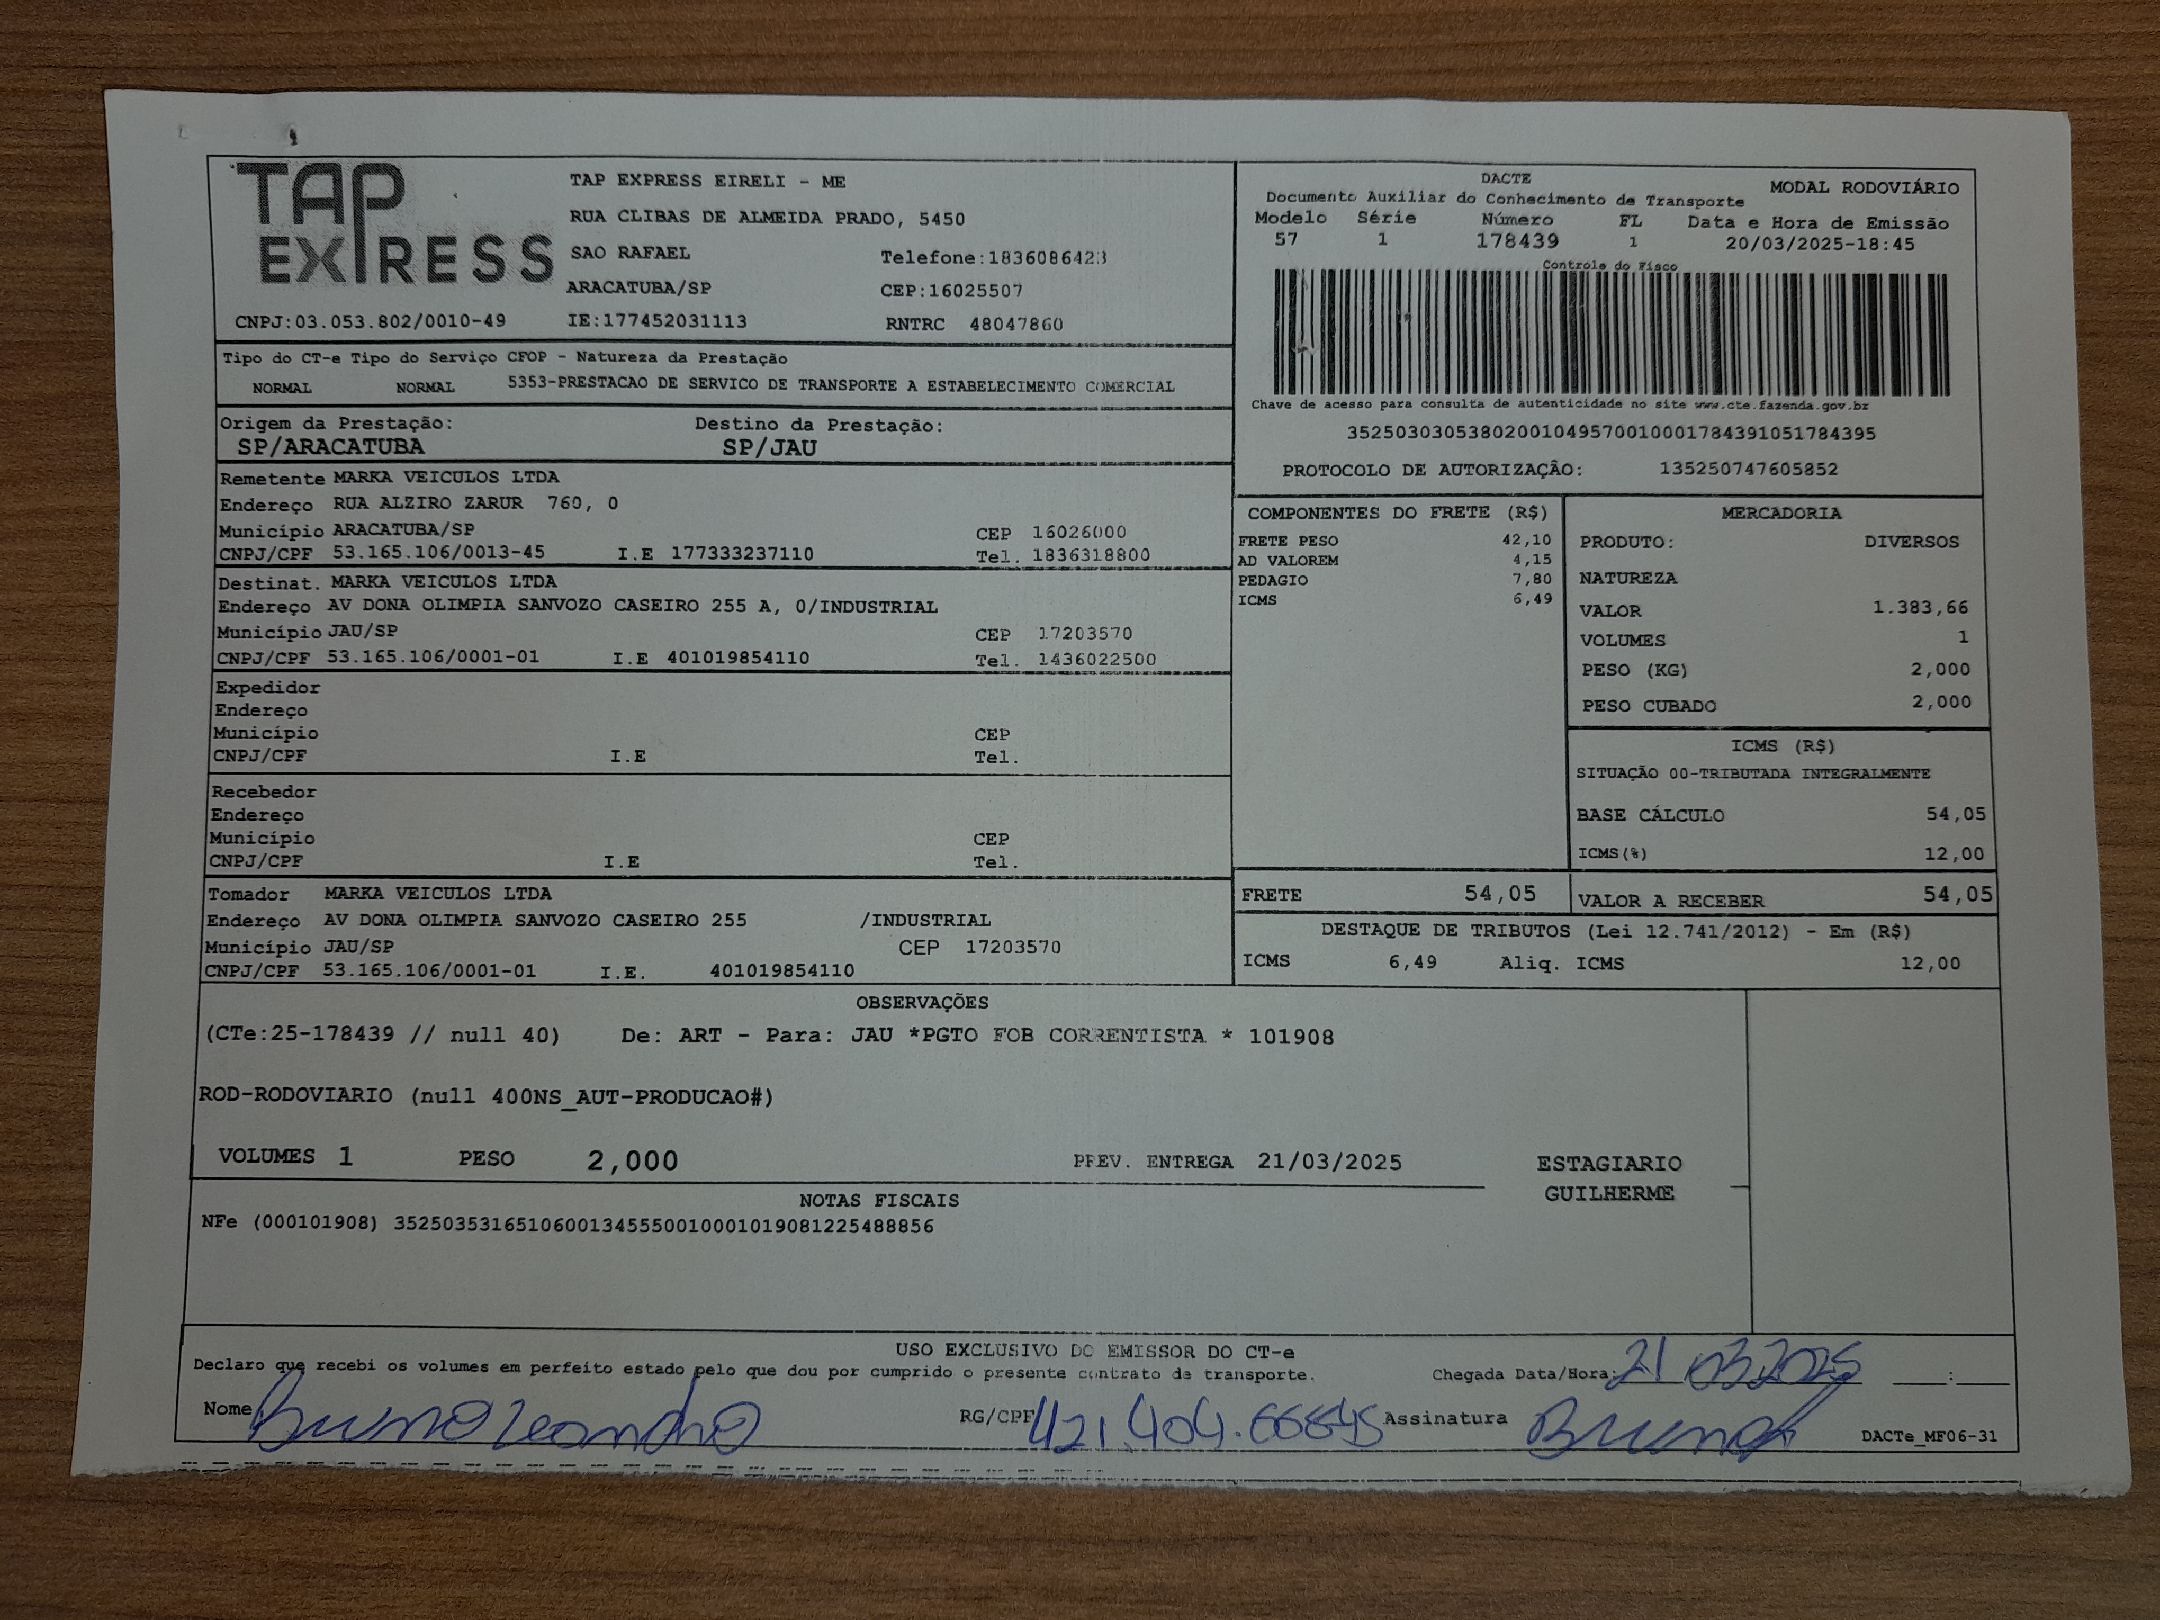 TAP EXPRESS
TAP EXPRESS EIRELI - ME
RUA CLIBAS DE ALMEIDA PRADO, 5450
SAO RAFAEL Telefone:1836086423
ARACATUBA/SP CEP:16025507
CNPJ:03.053.802/0010-49 IE:177452031113 RNTRC 48047860
DACTE
Documento Auxiliar do Conhecimento de Transporte MODAL RODOVIÁRIO
Modelo Série Número FL Data e Hora de Emissão
57 1 178439 1 20/03/2025-18:45
Controle do Fisco
Chave de acesso para consulta de autenticidade no site www.cte.fazenda.gov.br
35250303053802001049570010001784391051784395
PROTOCOLO DE AUTORIZAÇÃO: 135250747605852
Tipo do CT-e Tipo do Serviço CFOP - Natureza da Prestação
NORMAL NORMAL 5353-PRESTACAO DE SERVICO DE TRANSPORTE A ESTABELECIMENTO COMERCIAL
Origem da Prestação: Destino da Prestação:
SP/ARACATUBA SP/JAU
Remetente MARKA VEICULOS LTDA
Endereço RUA ALZIRO ZARUR 760, 0
Município ARACATUBA/SP CEP 16026000
CNPJ/CPF 53.165.106/0013-45 I.E 177333237110 Tel. 1836318800
Destinat. MARKA VEICULOS LTDA
Endereço AV DONA OLIMPIA SANVOZO CASEIRO 255 A, 0/INDUSTRIAL
Município JAU/SP CEP 17203570
CNPJ/CPF 53.165.106/0001-01 I.E 401019854110 Tel. 1436022500
Expedidor
Endereço
Município CEP
CNPJ/CPF I.E Tel.
Recebedor
Endereço
Município CEP
CNPJ/CPF I.E Tel.
Tomador MARKA VEICULOS LTDA
Endereço AV DONA OLIMPIA SANVOZO CASEIRO 255 /INDUSTRIAL
Município JAU/SP CEP 17203570
CNPJ/CPF 53.165.106/0001-01 I.E. 401019854110
COMPONENTES DO FRETE (R$)
FRETE PESO 42,10
AD VALOREM 4,15
PEDAGIO 7,80
ICMS 6,49
MERCADORIA
PRODUTO: DIVERSOS
NATUREZA
VALOR 1.383,66
VOLUMES 1
PESO (KG) 2,000
PESO CUBADO 2,000
ICMS (R$)
SITUAÇÃO 00-TRIBUTADA INTEGRALMENTE
BASE CÁLCULO 54,05
ICMS(%) 12,00
FRETE 54,05 VALOR A RECEBER 54,05
DESTAQUE DE TRIBUTOS (Lei 12.741/2012) - Em (R$)
ICMS 6,49 Aliq. ICMS 12,00
OBSERVAÇÕES
(CTe:25-178439 // null 40) De: ART - Para: JAU *PGTO FOB CORRENTISTA * 101908
ROD-RODOVIARIO (null 400NS_AUT-PRODUCAO#)
VOLUMES 1 PESO 2,000 PREV. ENTREGA 21/03/2025 ESTAGIARIO
GUILHERME
NOTAS FISCAIS
NFe (000101908) 35250353165106001345550010001019081225488856
USO EXCLUSIVO DO EMISSOR DO CT-e
Declaro que recebi os volumes em perfeito estado pelo que dou por cumprido o presente contrato de transporte. Chegada Data/Hora: 21 03 2025 :
Nome Bruno Leandro RG/CPF Assinatura Bruno
DACTe_MF06-31